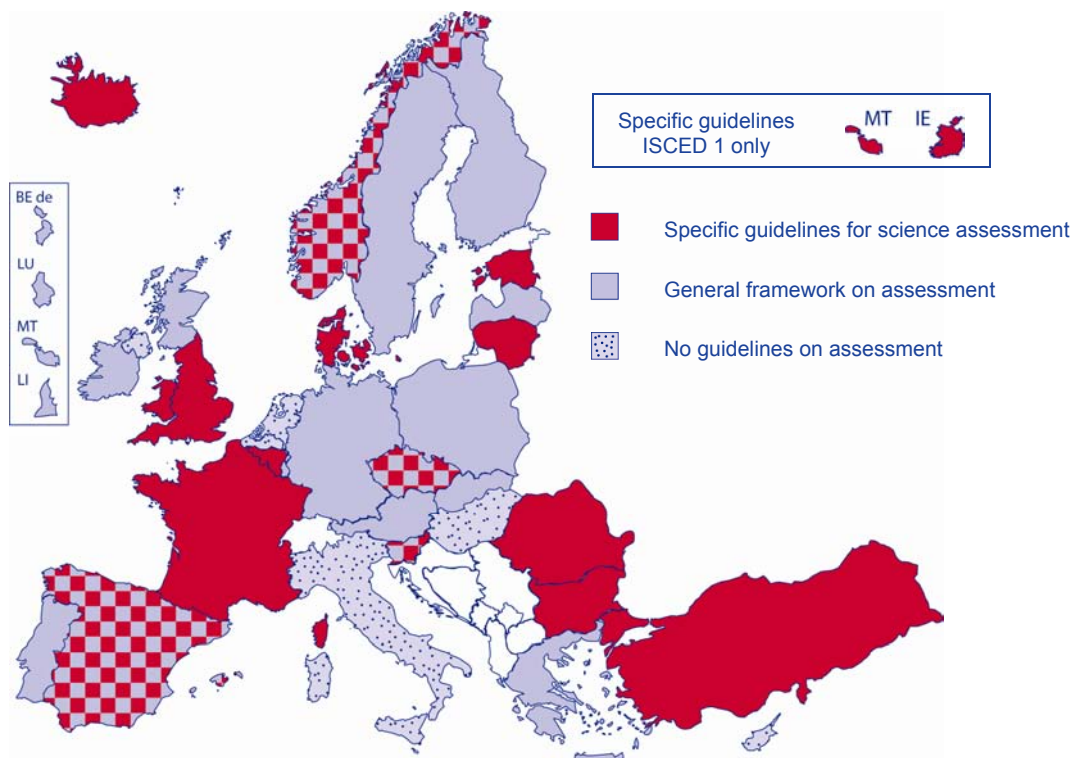 Specific guidelines
ISCED 1 only
MT IE
BE de
LU
MT
LI
Specific guidelines for science assessment
General framework on assessment
No guidelines on assessment